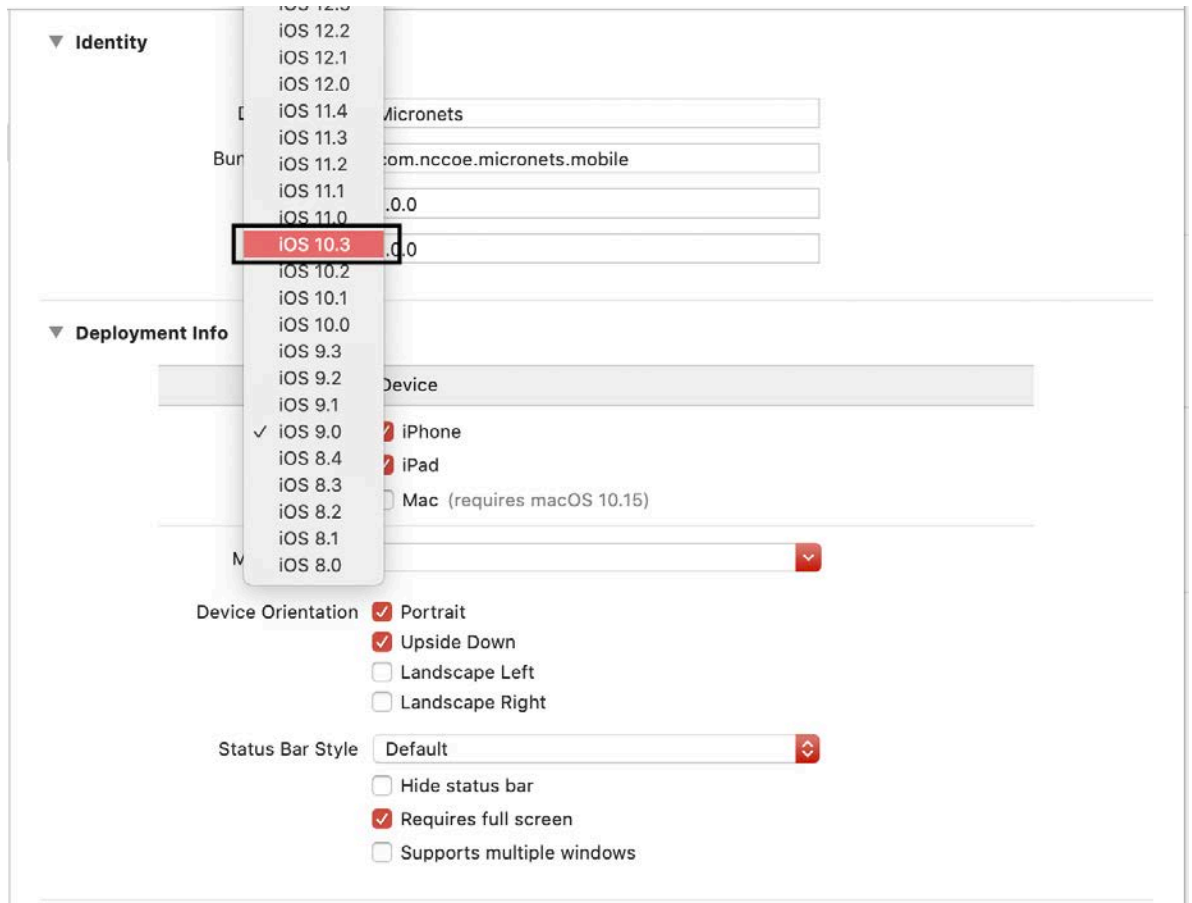 iOS 12.2
Identity
iOS 12.1
iOS 12.0
iOS 11.4
Micronets
iOS 11.3
iOS 11.2
com.nccoe.micronets.mobile
iOS 11.1
.0.0
iOS 11.0
iOS 10.3
.0.0
iOS 10.2
iOS 10.1
iOS 10.0
Deployment Info
iOS 9.3
iOS 9.2
Device
iOS 9.1
✓ iOS 9.0
iPhone
iOS 8.4
iPad
iOS 8.3
Mac (requires macOS 10.15)
iOS 8.2
iOS 8.1
iOS 8.0
Device Orientation Portrait
Upside Down
Landscape Left
Landscape Right
Status Bar Style Default
Hide status bar
Requires full screen
Supports multiple windows